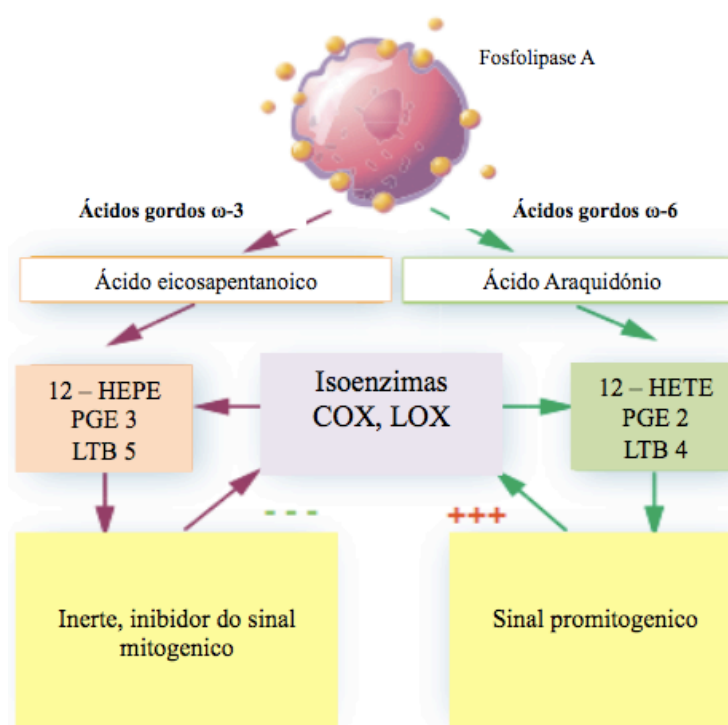 Fosfolipase A
Ácidos gordos ω-3
Ácidos gordos ω-6
Ácido eicosapentanoico
Ácido Araquidónio
12 – HEPE
PGE 3
LTB 5
Isoenzimas
COX, LOX
12 – HETE
PGE 2
LTB 4
- - -
+++
Inerte, inibidor do sinal
mitogenico
Sinal promitogenico